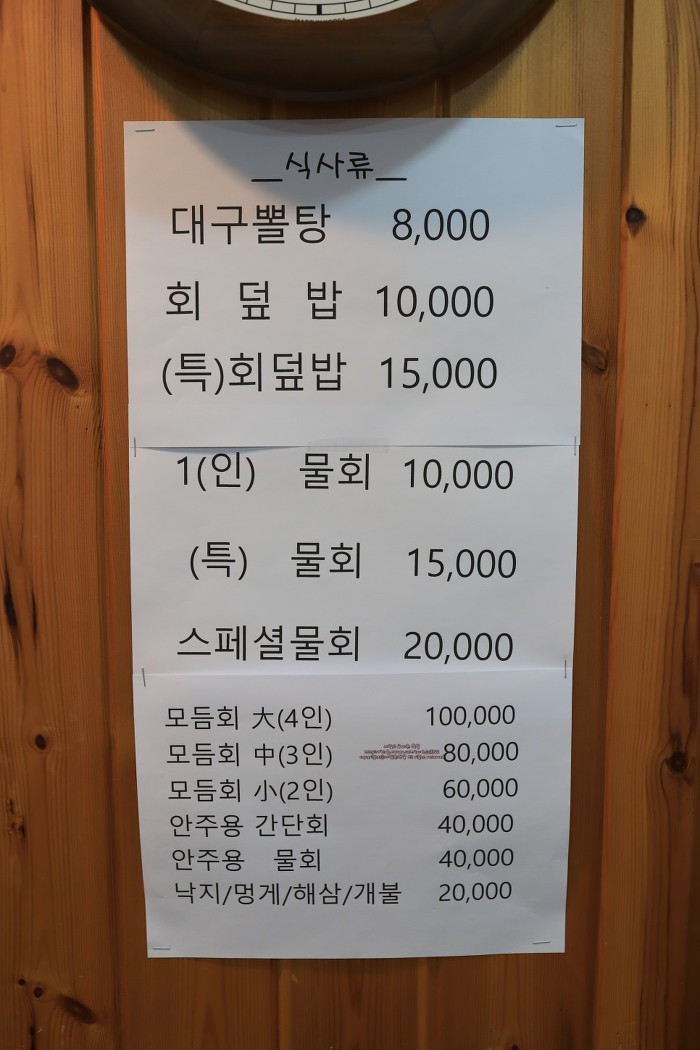 _식사류_
대구뽈탕 8,000
회 덮 밥 10,000
(특)회덮밥 15,000
1(인) 물회 10,000
(특) 물회 15,000
스페셜물회 20,000
모듬회 大(4인) 100,000
모듬회 中(3인) 80,000
모듬회 小(2인) 60,000
안주용 간단회 40,000
안주용 물회 40,000
낙지/멍게/해삼/개불 20,000